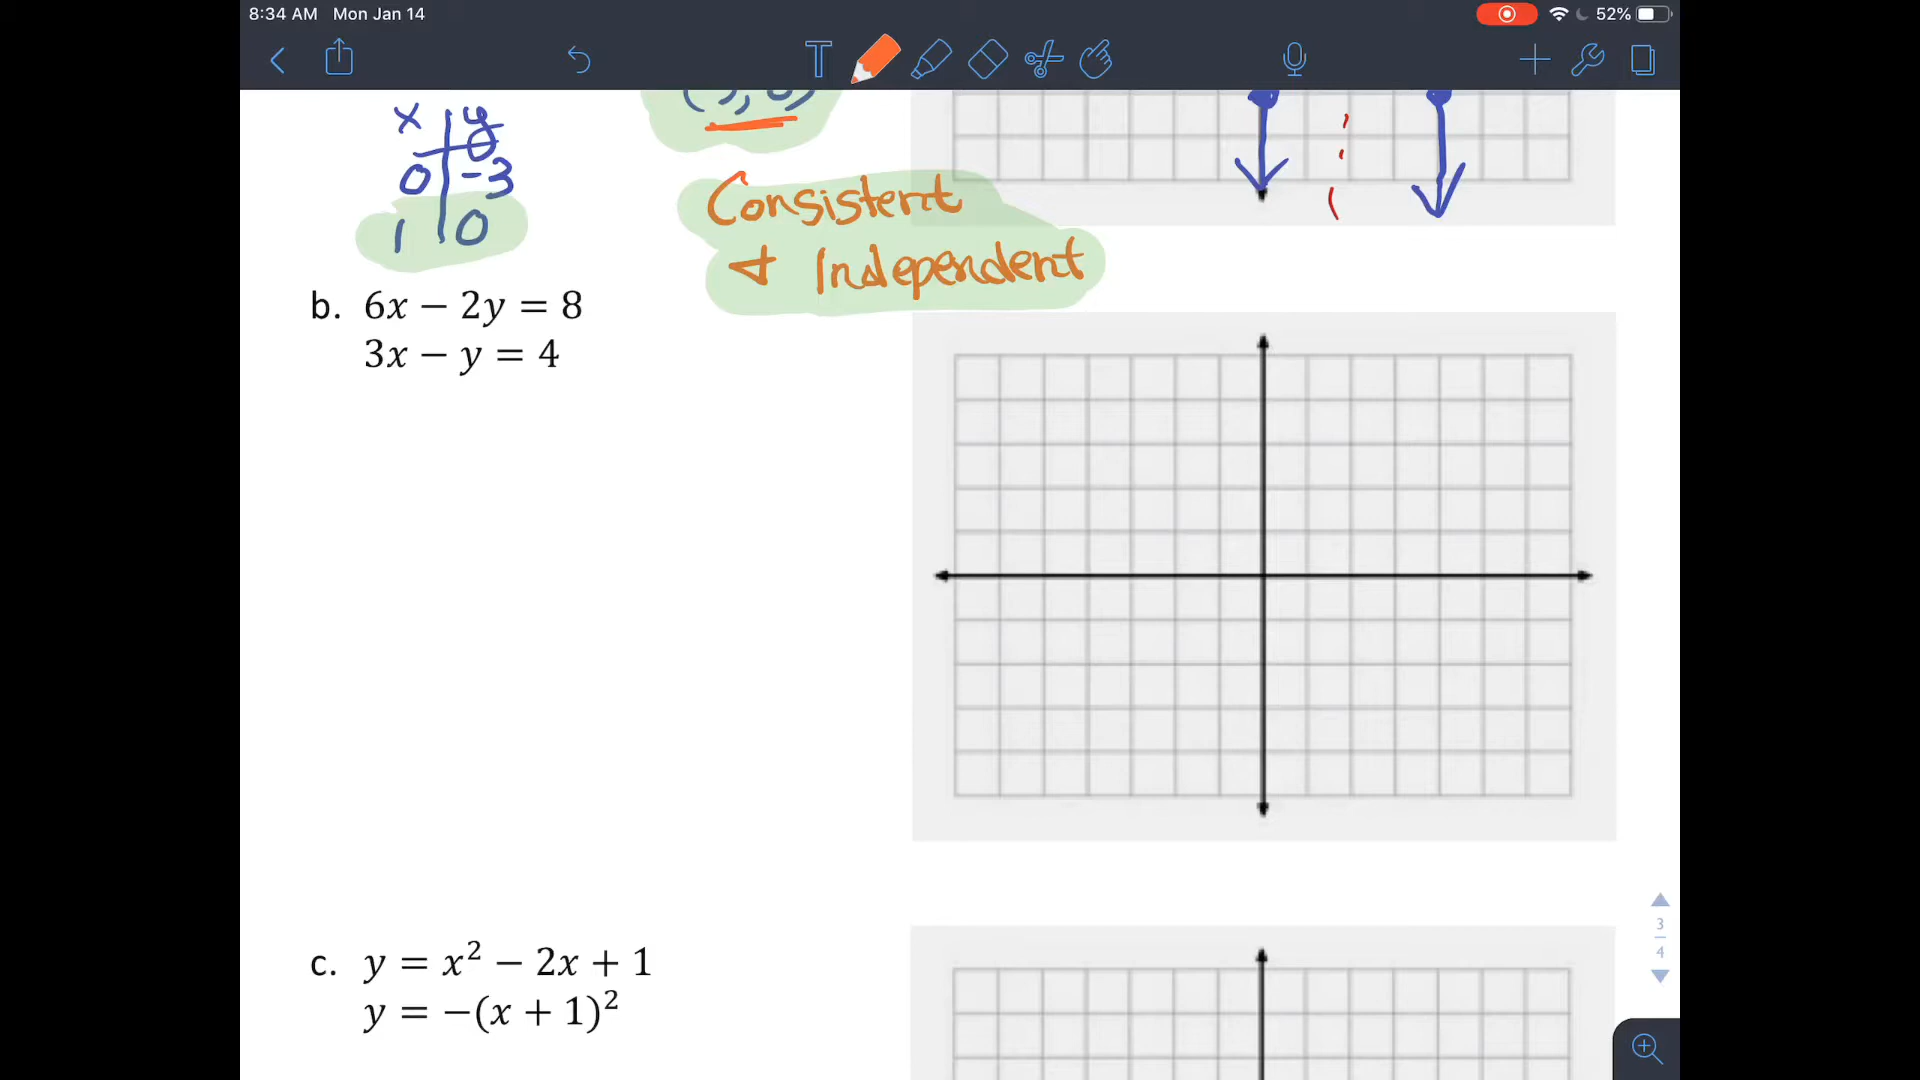 8:34 AM Mon Jan 14
52%
T
x y
0 -3
1 0
Consistent
+ Independent
b. 6x − 2y = 8
3x − y = 4
c. y = x² − 2x + 1
y = −(x + 1)²
3
4